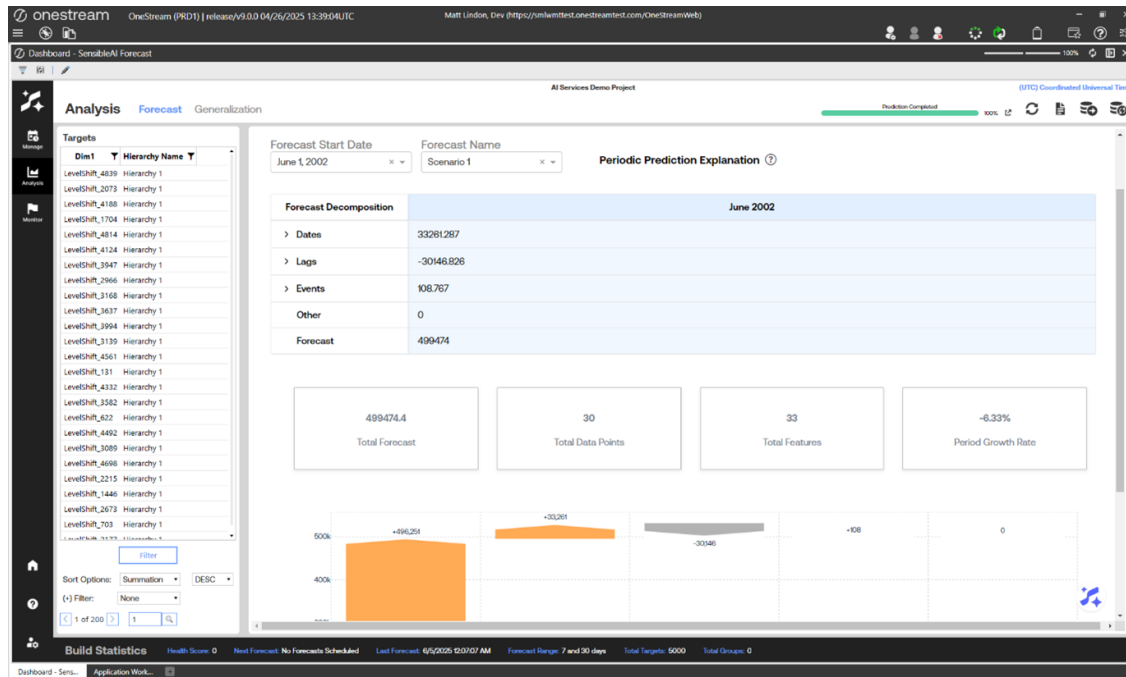 onestream OneStream (PRD1) | release/v9.0.0 04/26/2025 13:39:04UTC Matt Lindon, Dev (https://smlwmttest.onestreamtest.com/OneStreamWeb)
Dashboard - SensibleAI Forecast 100%
AI Services Demo Project (UTC) Coordinated Universal Tim
Analysis Forecast Generalization Prediction Completed 100%
Manage
Analysis
Monitor
Targets
Dim1 Hierarchy Name
LevelShift_4839 Hierarchy 1
LevelShift_2073 Hierarchy 1
LevelShift_4188 Hierarchy 1
LevelShift_1704 Hierarchy 1
LevelShift_4814 Hierarchy 1
LevelShift_4124 Hierarchy 1
LevelShift_3947 Hierarchy 1
LevelShift_2966 Hierarchy 1
LevelShift_3168 Hierarchy 1
LevelShift_3637 Hierarchy 1
LevelShift_3994 Hierarchy 1
LevelShift_3139 Hierarchy 1
LevelShift_4561 Hierarchy 1
LevelShift_131 Hierarchy 1
LevelShift_4332 Hierarchy 1
LevelShift_3582 Hierarchy 1
LevelShift_622 Hierarchy 1
LevelShift_4492 Hierarchy 1
LevelShift_3089 Hierarchy 1
LevelShift_4698 Hierarchy 1
LevelShift_2215 Hierarchy 1
LevelShift_1446 Hierarchy 1
LevelShift_2673 Hierarchy 1
LevelShift_703 Hierarchy 1
Filter
Sort Options: Summation DESC
(+) Filter: None
1 of 200 1
Forecast Start Date Forecast Name
June 1, 2002 Scenario 1 Periodic Prediction Explanation
Forecast Decomposition June 2002
Dates 33261.287
Lags -30146.826
Events 108.767
Other 0
Forecast 499474
499474.4 30 33 -6.33%
Total Forecast Total Data Points Total Features Period Growth Rate
+33,261
500k +496,251 -30,146 +108 0
400k
Build Statistics Health Score: 0 Next Forecast: No Forecasts Scheduled Last Forecast: 6/5/2025 12:07:07 AM Forecast Range: 7 and 30 days Total Targets: 5000 Total Groups: 0
Dashboard - Sens... Application Work...